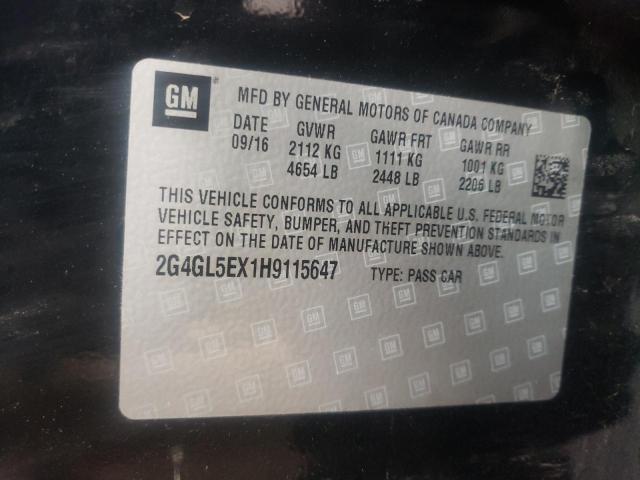 GM
MFD BY GENERAL MOTORS OF CANADA COMPANY
DATE GVWR GAWR FRT GAWR RR
09/16 2112 KG 1111 KG 1001 KG
4654 LB 2448 LB 2206 LB
THIS VEHICLE CONFORMS TO ALL APPLICABLE U.S. FEDERAL MOTOR
VEHICLE SAFETY, BUMPER, AND THEFT PREVENTION STANDARDS IN
EFFECT ON THE DATE OF MANUFACTURE SHOWN ABOVE.
2G4GL5EX1H9115647 TYPE: PASS CAR